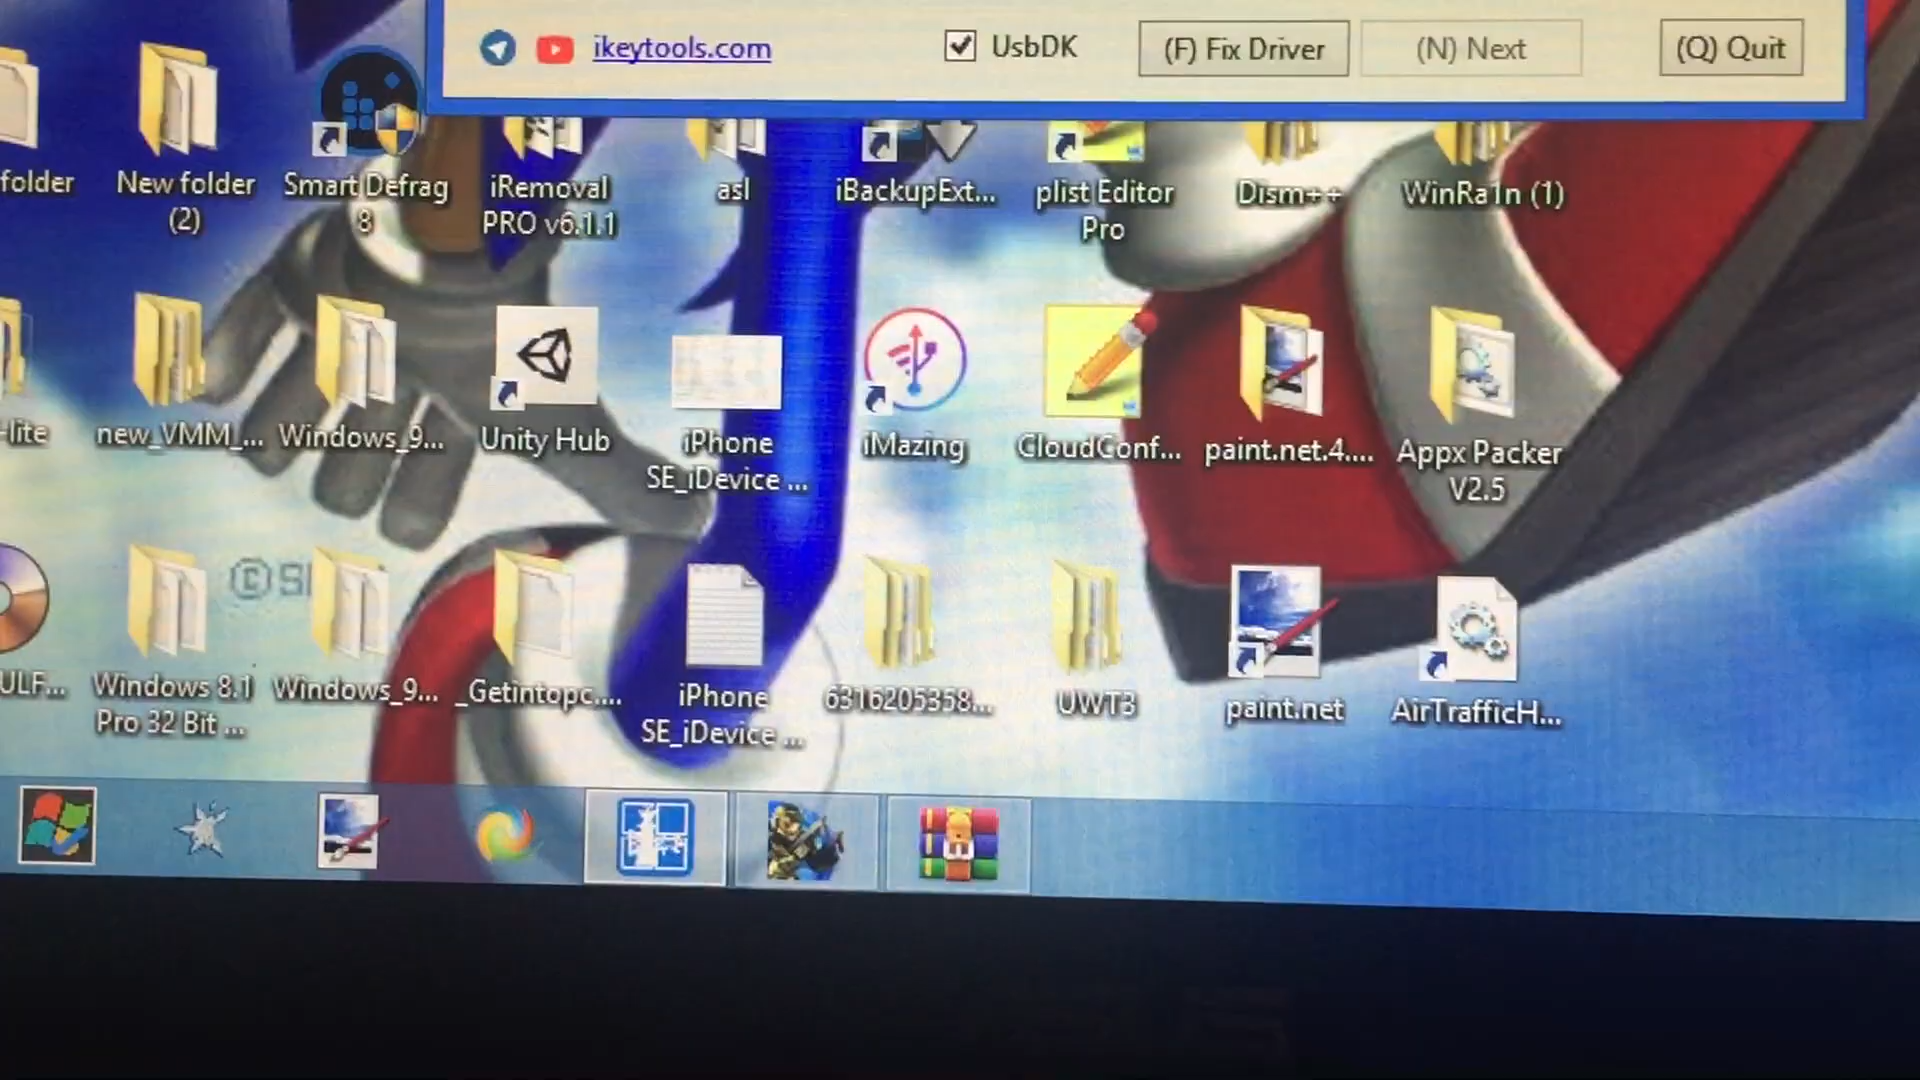 ikeytools.com
UsbDK
(F) Fix Driver
(N) Next
(Q) Quit
folder
New folder
(2)
Smart Defrag
8
iRemoval
PRO v6.1.1
asl
iBackupExt...
plist Editor
Pro
Dism++
WinRa1n (1)
-lite
new_VMM_...
Windows_9...
Unity Hub
iPhone
SE_iDevice ...
iMazing
CloudConf...
paint.net.4....
Appx Packer
V2.5
©S
ULF...
Windows 8.1
Pro 32 Bit ...
Windows_9...
_Getintopc....
iPhone
SE_iDevice ...
6316205358...
UWT3
paint.net
AirTrafficH...